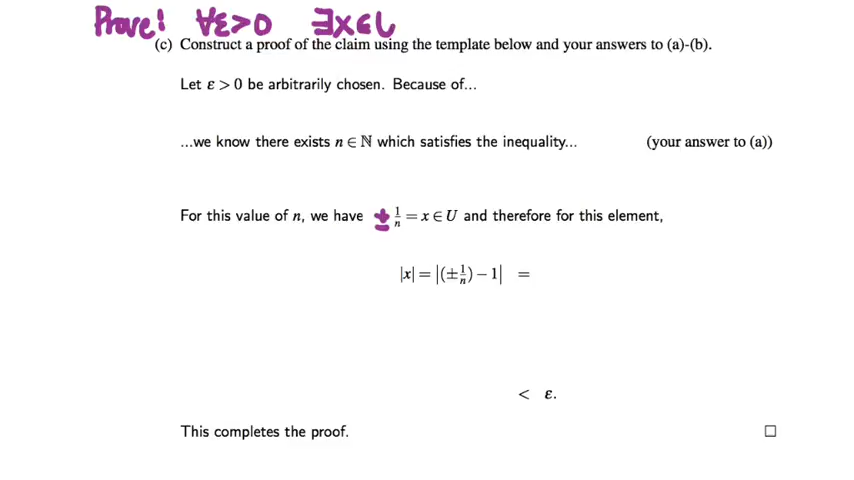 Prove! ∀ε>0 ∃x∈U
(c) Construct a proof of the claim using the template below and your answers to (a)-(b).
Let ε > 0 be arbitrarily chosen. Because of...
...we know there exists n ∈ ℕ which satisfies the inequality... (your answer to (a))
For this value of n, we have ± 1/n = x ∈ U and therefore for this element,
|x| = |(±1/n) − 1| =
< ε.
This completes the proof. □